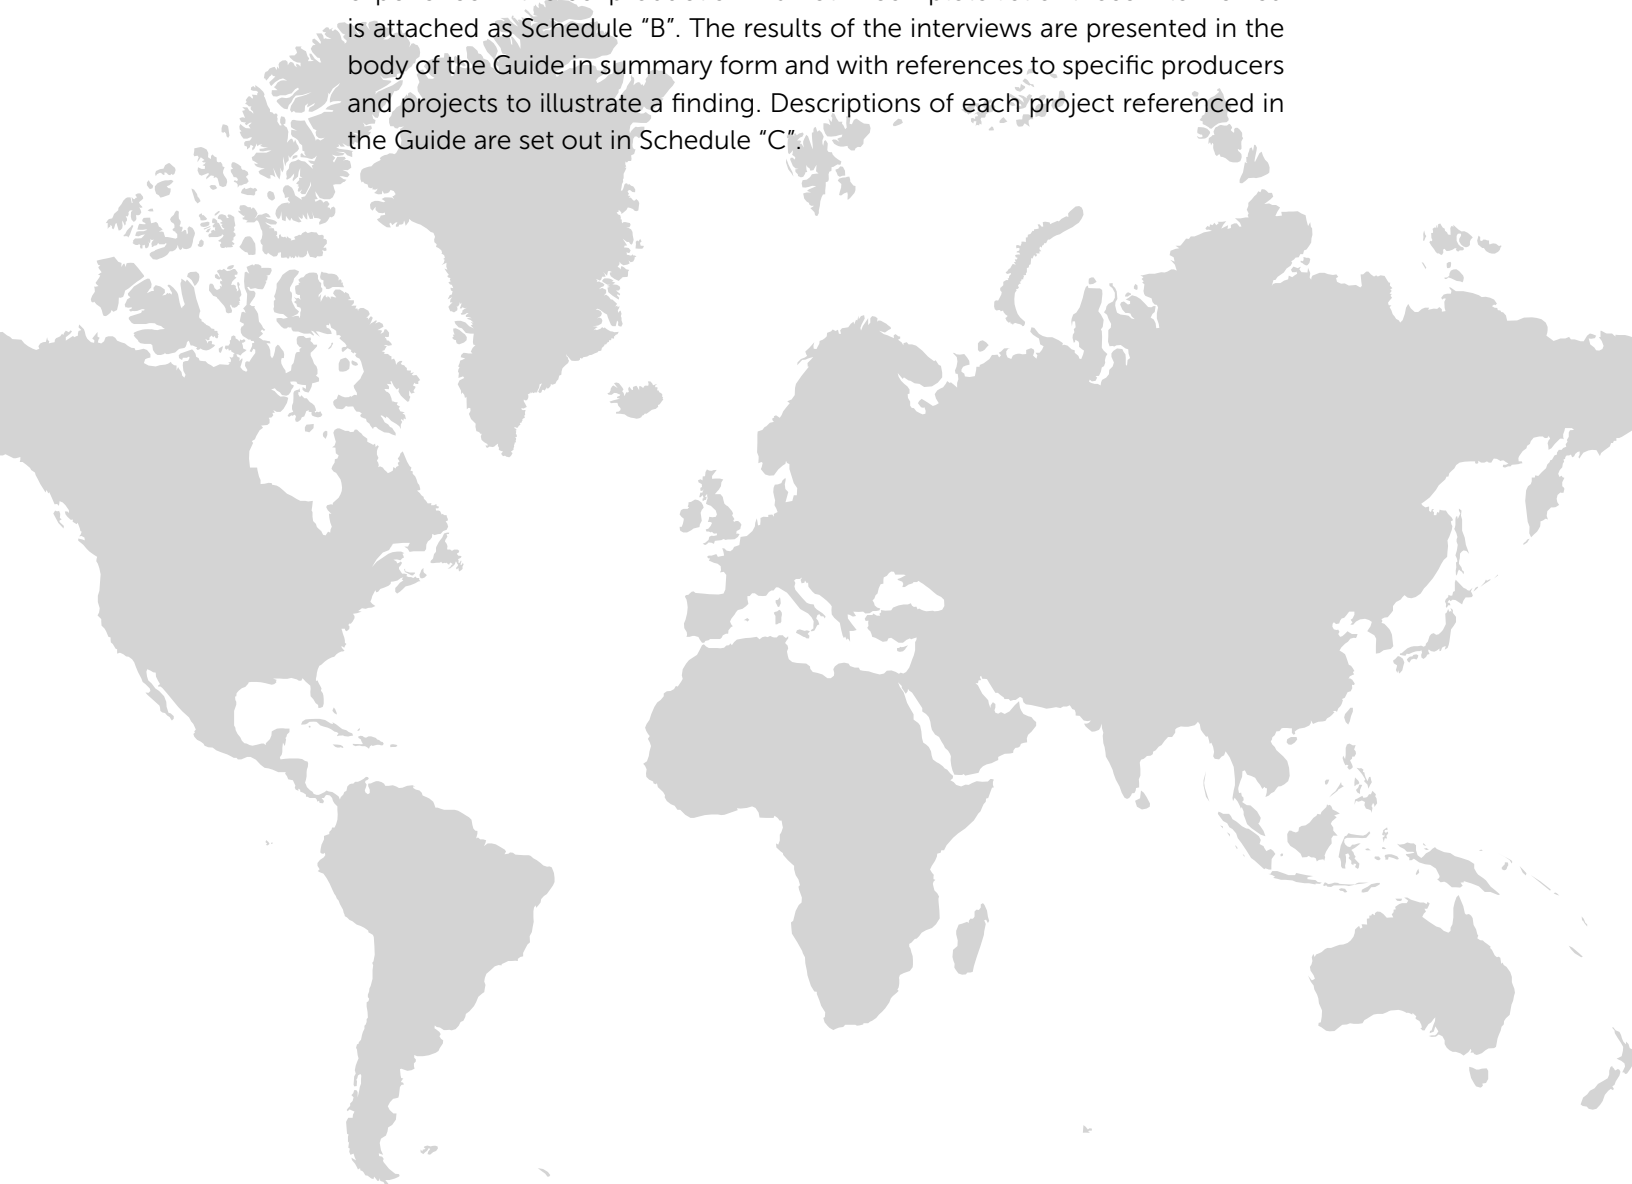 is attached as Schedule “B”. The results of the interviews are presented in the
body of the Guide in summary form and with references to specific producers
and projects to illustrate a finding. Descriptions of each project referenced in
the Guide are set out in Schedule “C”.